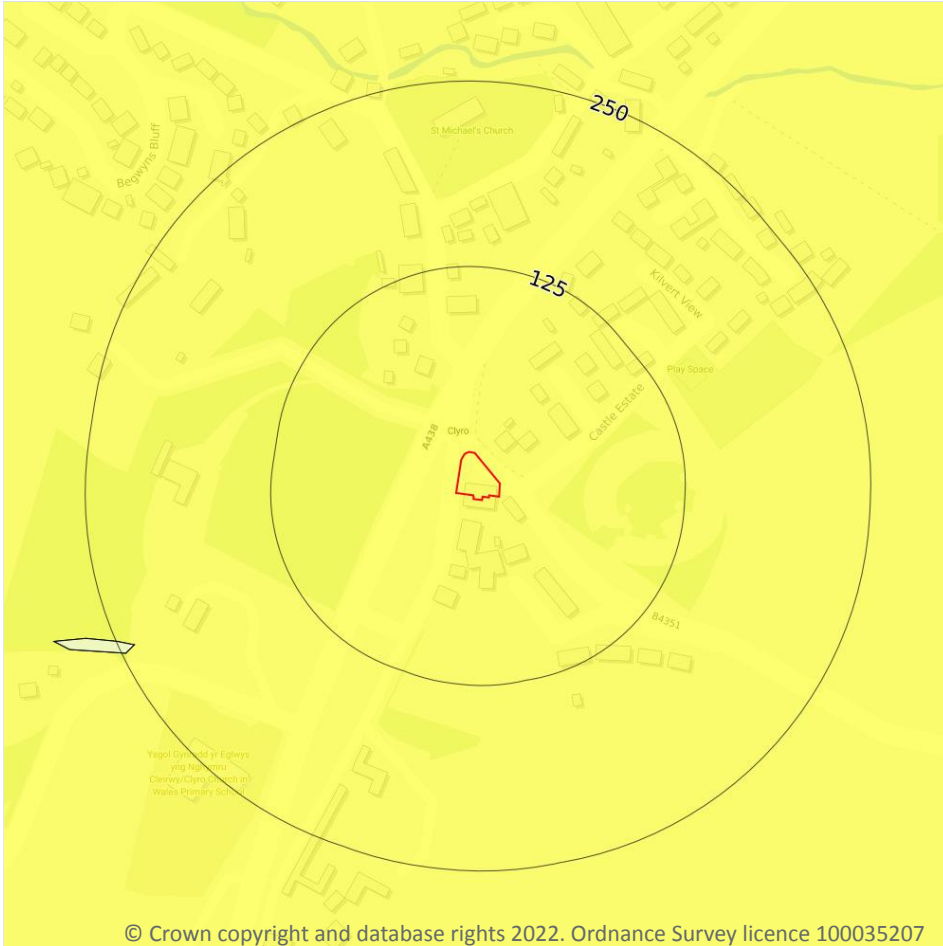 250
St Michael's Church
Begwyns Bluff
125
Kilvert View
Play Space
Castle Estate
A438
Clyro
B4351
Ysgol Gynradd yr Eglwys
yng Nghymru
Cleirwy/Clyro Church in
Wales Primary School
© Crown copyright and database rights 2022. Ordnance Survey licence 100035207